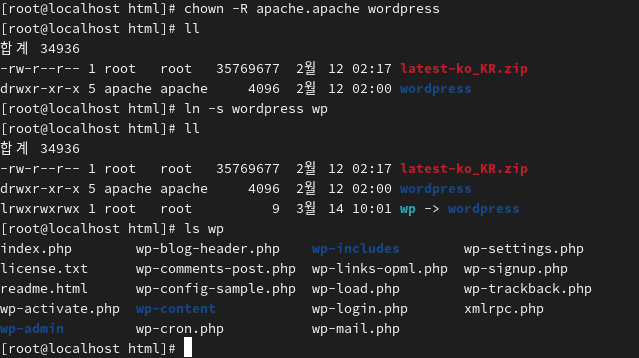 [root@localhost html]# chown -R apache.apache wordpress
[root@localhost html]# ll
합계 34936
-rw-r--r-- 1 root   root   35769677  2월  12 02:17 latest-ko_KR.zip
drwxr-xr-x 5 apache apache     4096  2월  12 02:00 wordpress
[root@localhost html]# ln -s wordpress wp
[root@localhost html]# ll
합계 34936
-rw-r--r-- 1 root   root   35769677  2월  12 02:17 latest-ko_KR.zip
drwxr-xr-x 5 apache apache     4096  2월  12 02:00 wordpress
lrwxrwxrwx 1 root   root          9  3월  14 10:01 wp -> wordpress
[root@localhost html]# ls wp
index.php        wp-blog-header.php    wp-includes        wp-settings.php
license.txt      wp-comments-post.php  wp-links-opml.php  wp-signup.php
readme.html      wp-config-sample.php  wp-load.php        wp-trackback.php
wp-activate.php  wp-content            wp-login.php       xmlrpc.php
wp-admin         wp-cron.php           wp-mail.php
[root@localhost html]#